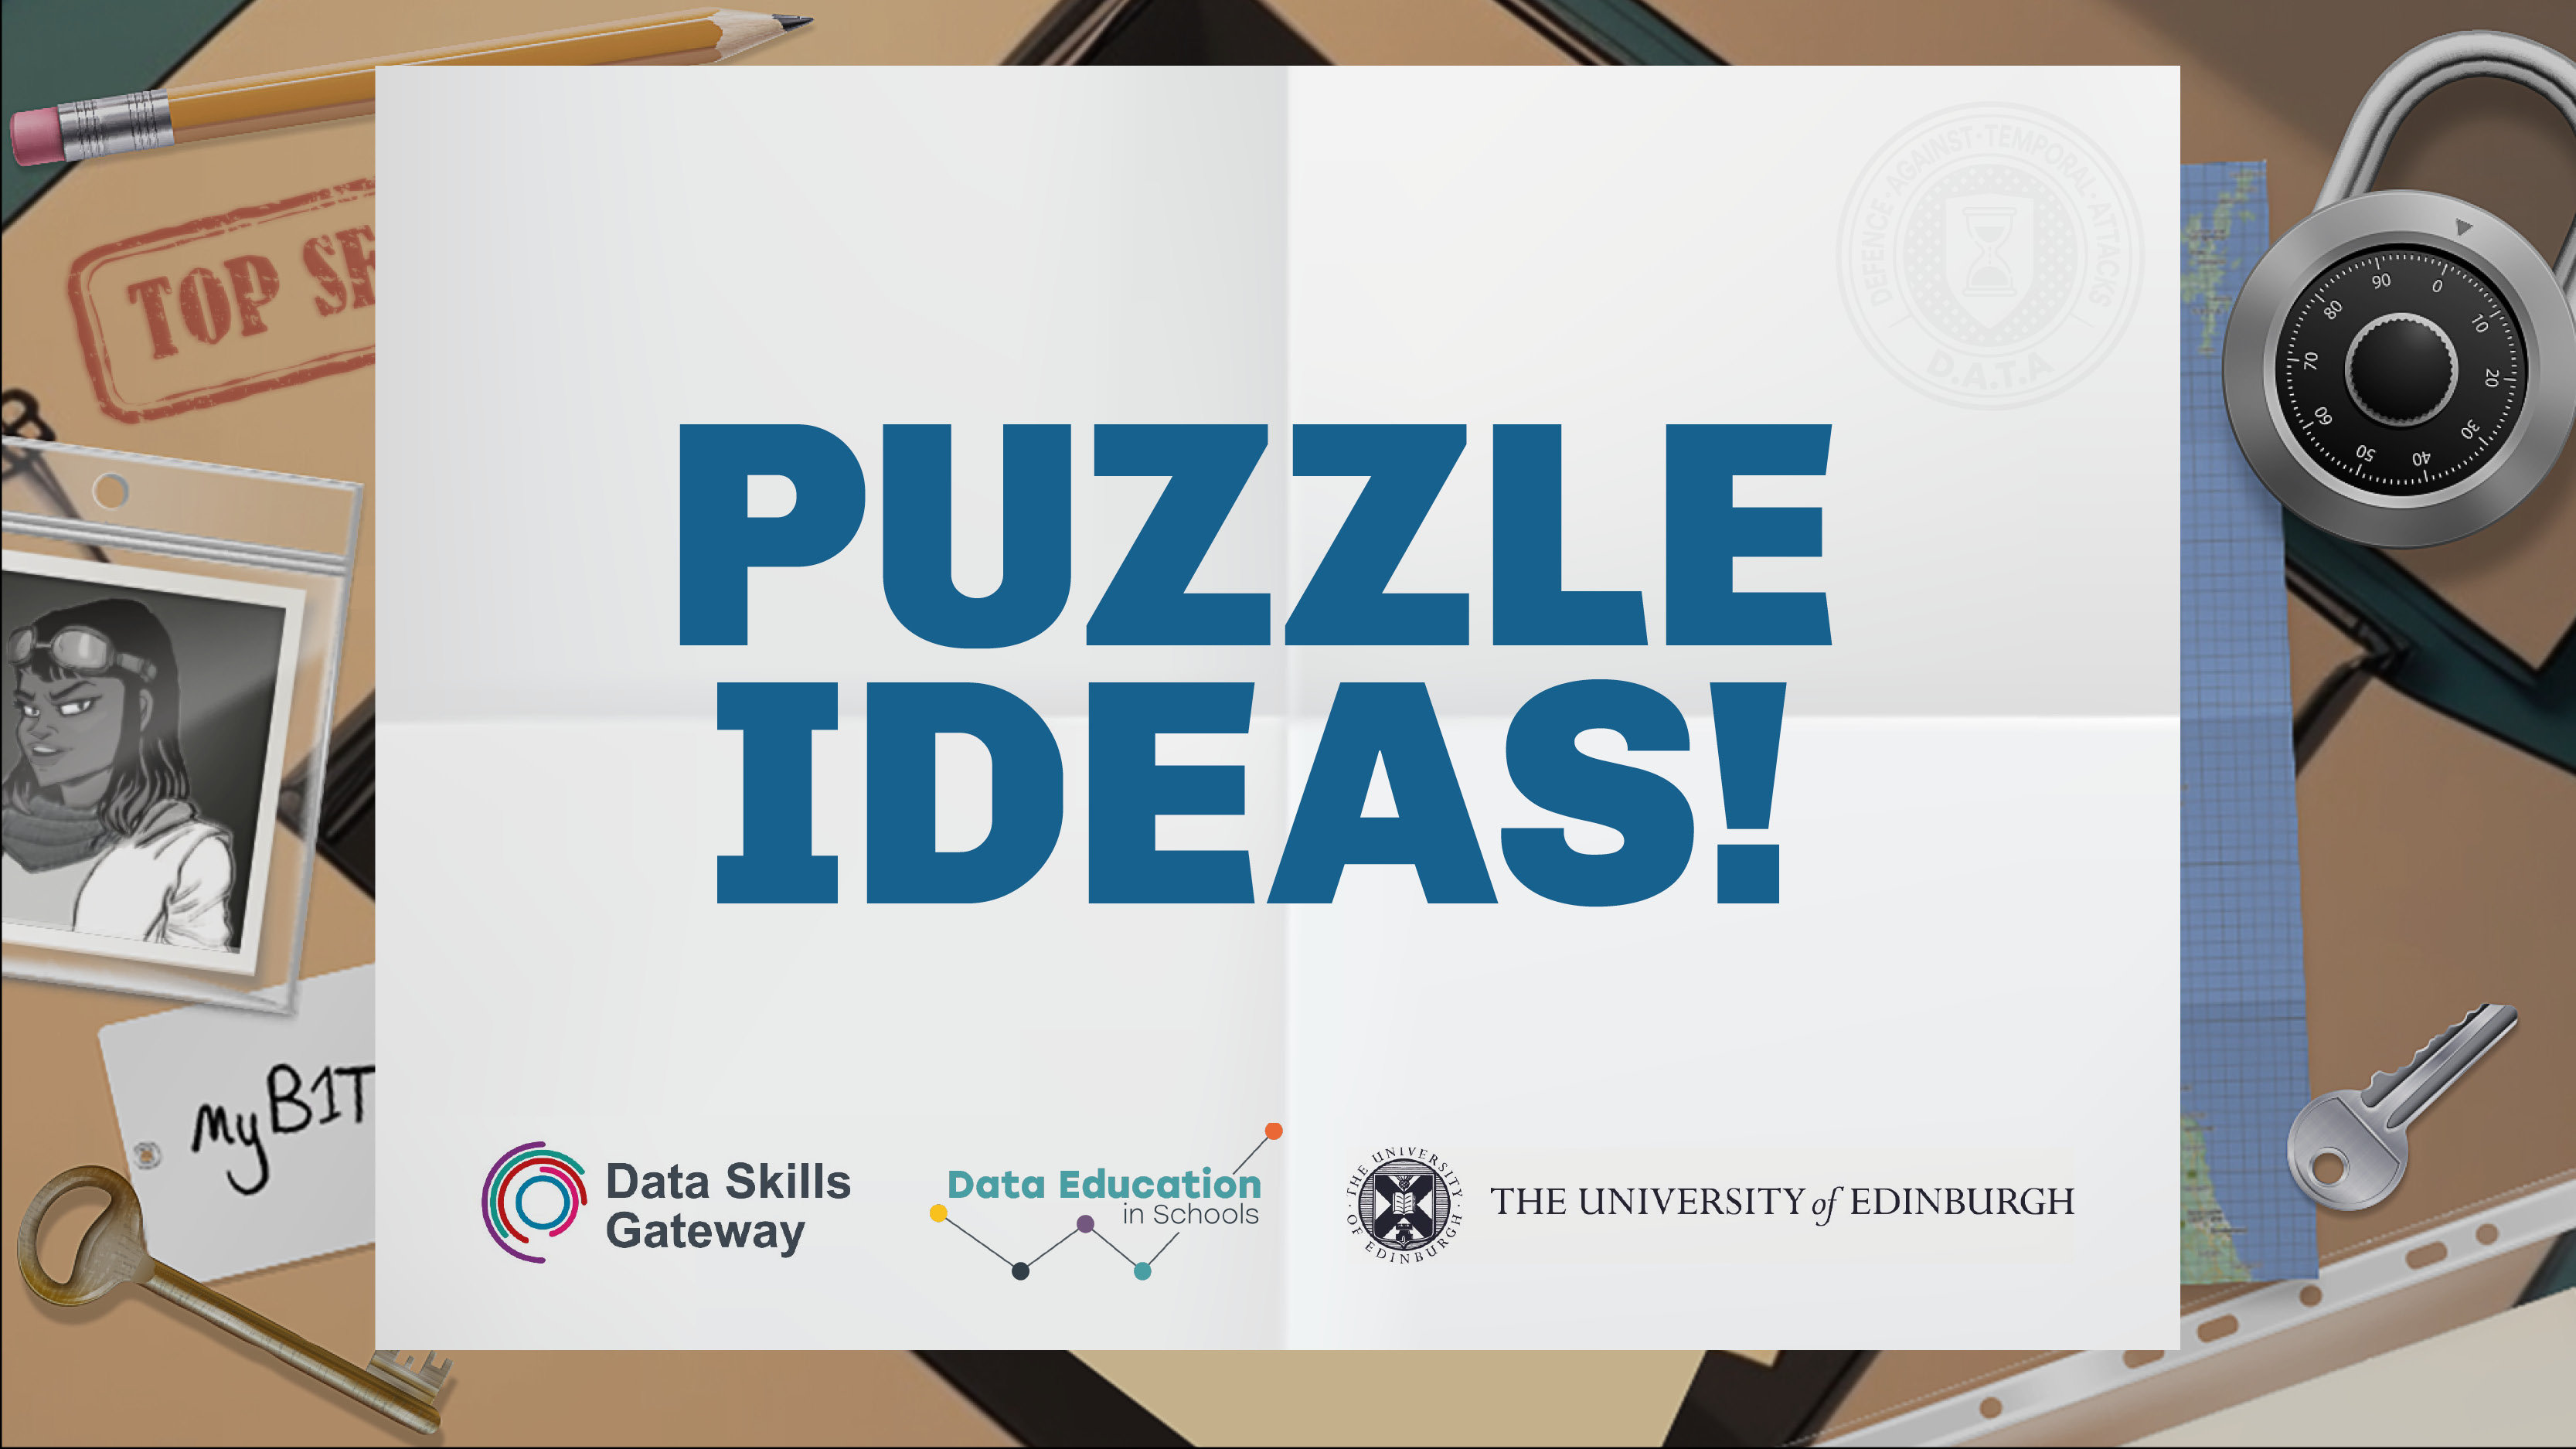 TOP SE
DEFENCE · AGAINST · TEMPORAL · ATTACKS
D.A.T.A
90 0 10 20 30 40 50 60 70 80
PUZZLE
IDEAS!
MyB1T
Data Skills
Gateway
Data Education
in Schools
THE UNIVERSITY
OF EDINBURGH
THE UNIVERSITY of EDINBURGH